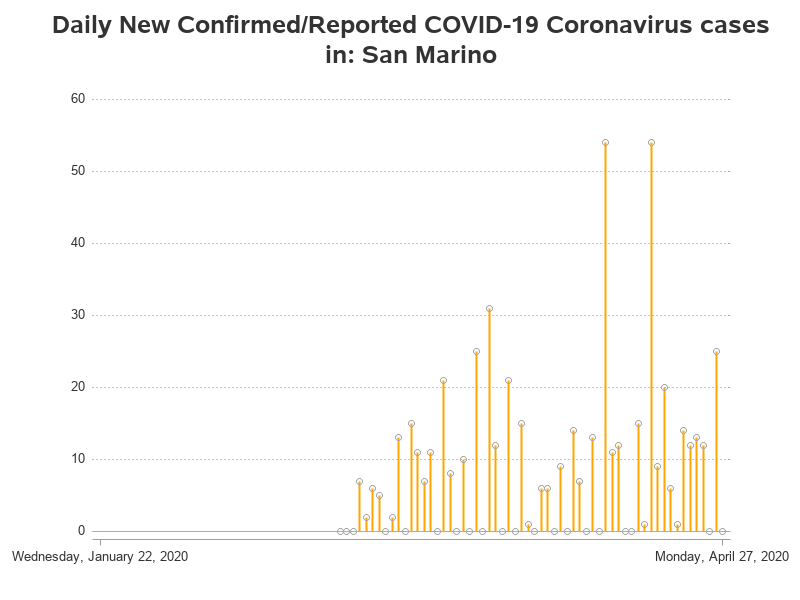 Daily New Confirmed/Reported COVID-19 Coronavirus cases
in: San Marino
60
50
40
30
20
10
0
Wednesday, January 22, 2020
Monday, April 27, 2020